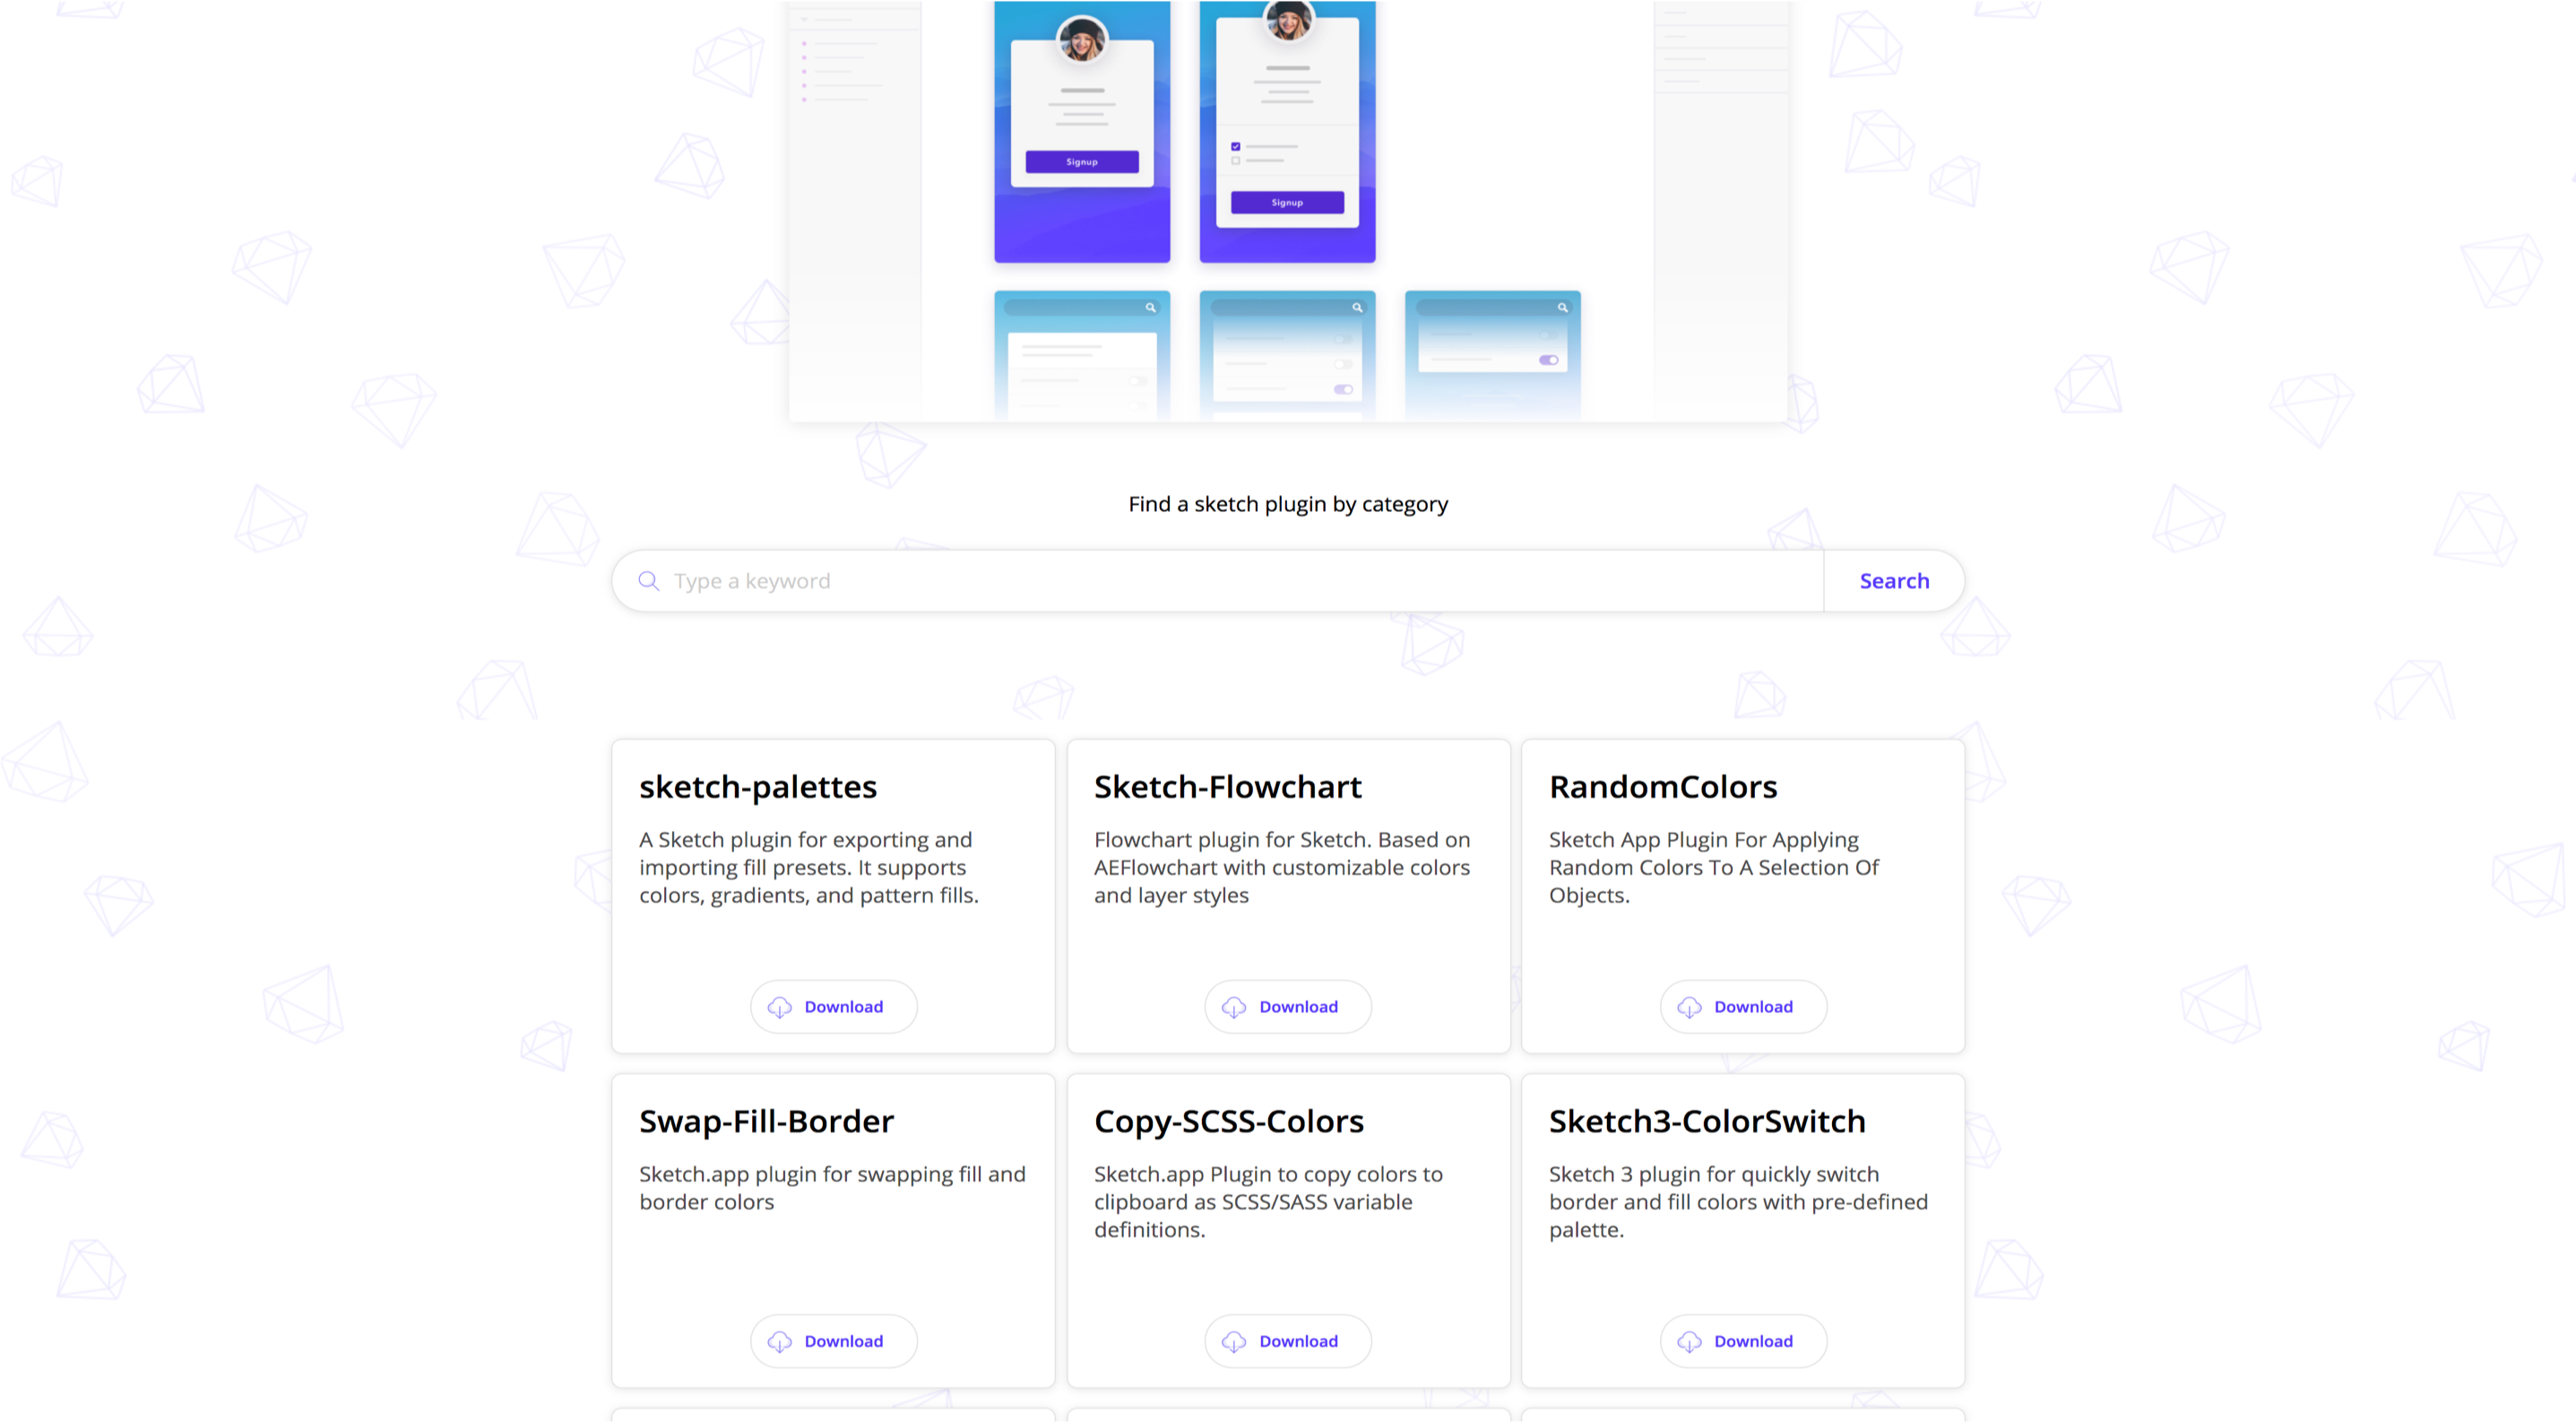 Signup
Signup
Find a sketch plugin by category
Type a keyword
Search
sketch-palettes
A Sketch plugin for exporting and
importing fill presets. It supports
colors, gradients, and pattern fills.
Download
Sketch-Flowchart
Flowchart plugin for Sketch. Based on
AEFlowchart with customizable colors
and layer styles
Download
RandomColors
Sketch App Plugin For Applying
Random Colors To A Selection Of
Objects.
Download
Swap-Fill-Border
Sketch.app plugin for swapping fill and
border colors
Download
Copy-SCSS-Colors
Sketch.app Plugin to copy colors to
clipboard as SCSS/SASS variable
definitions.
Download
Sketch3-ColorSwitch
Sketch 3 plugin for quickly switch
border and fill colors with pre-defined
palette.
Download